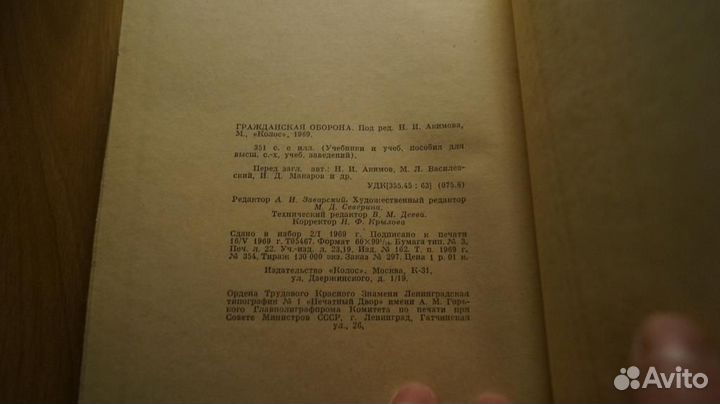 ГРАЖДАНСКАЯ ОБОРОНА. Под ред. Н. И. Акимова,
М., «Колос», 1969.
351 с. с илл. (Учебники и учеб. пособия для
высш. с.-х. учеб. заведений).
Перед загл. авт.: Н. И. Акимов, М. Л. Василев-
ский, И. Д. Макаров и др.
УДК[355.45 : 63] (075.8)
Редактор А. И. Заварский. Художественный редактор
М. Д. Северина.
Технический редактор В. М. Деева.
Корректор Н. Ф. Крылова
Сдано в набор 2/I 1969 г. Подписано к печати
16/V 1969 г. Т05467. Формат 60×90¹/₁₆. Бумага тип. № 3,
Печ. л. 22. Уч.-изд. л. 23,19. Изд. № 162. Т. п. 1969 г.
№ 354, Тираж 130 000 экз. Заказ № 297. Цена 1 р. 01 к.
Издательство «Колос», Москва, К-31,
ул. Дзержинского, д. 1/19.
Ордена Трудового Красного Знамени Ленинградская
типография № 1 «Печатный Двор» имени А. М. Горь-
кого Главполиграфпрома Комитета по печати при
Совете Министров СССР, г. Ленинград, Гатчинская
ул., 26,
Avito